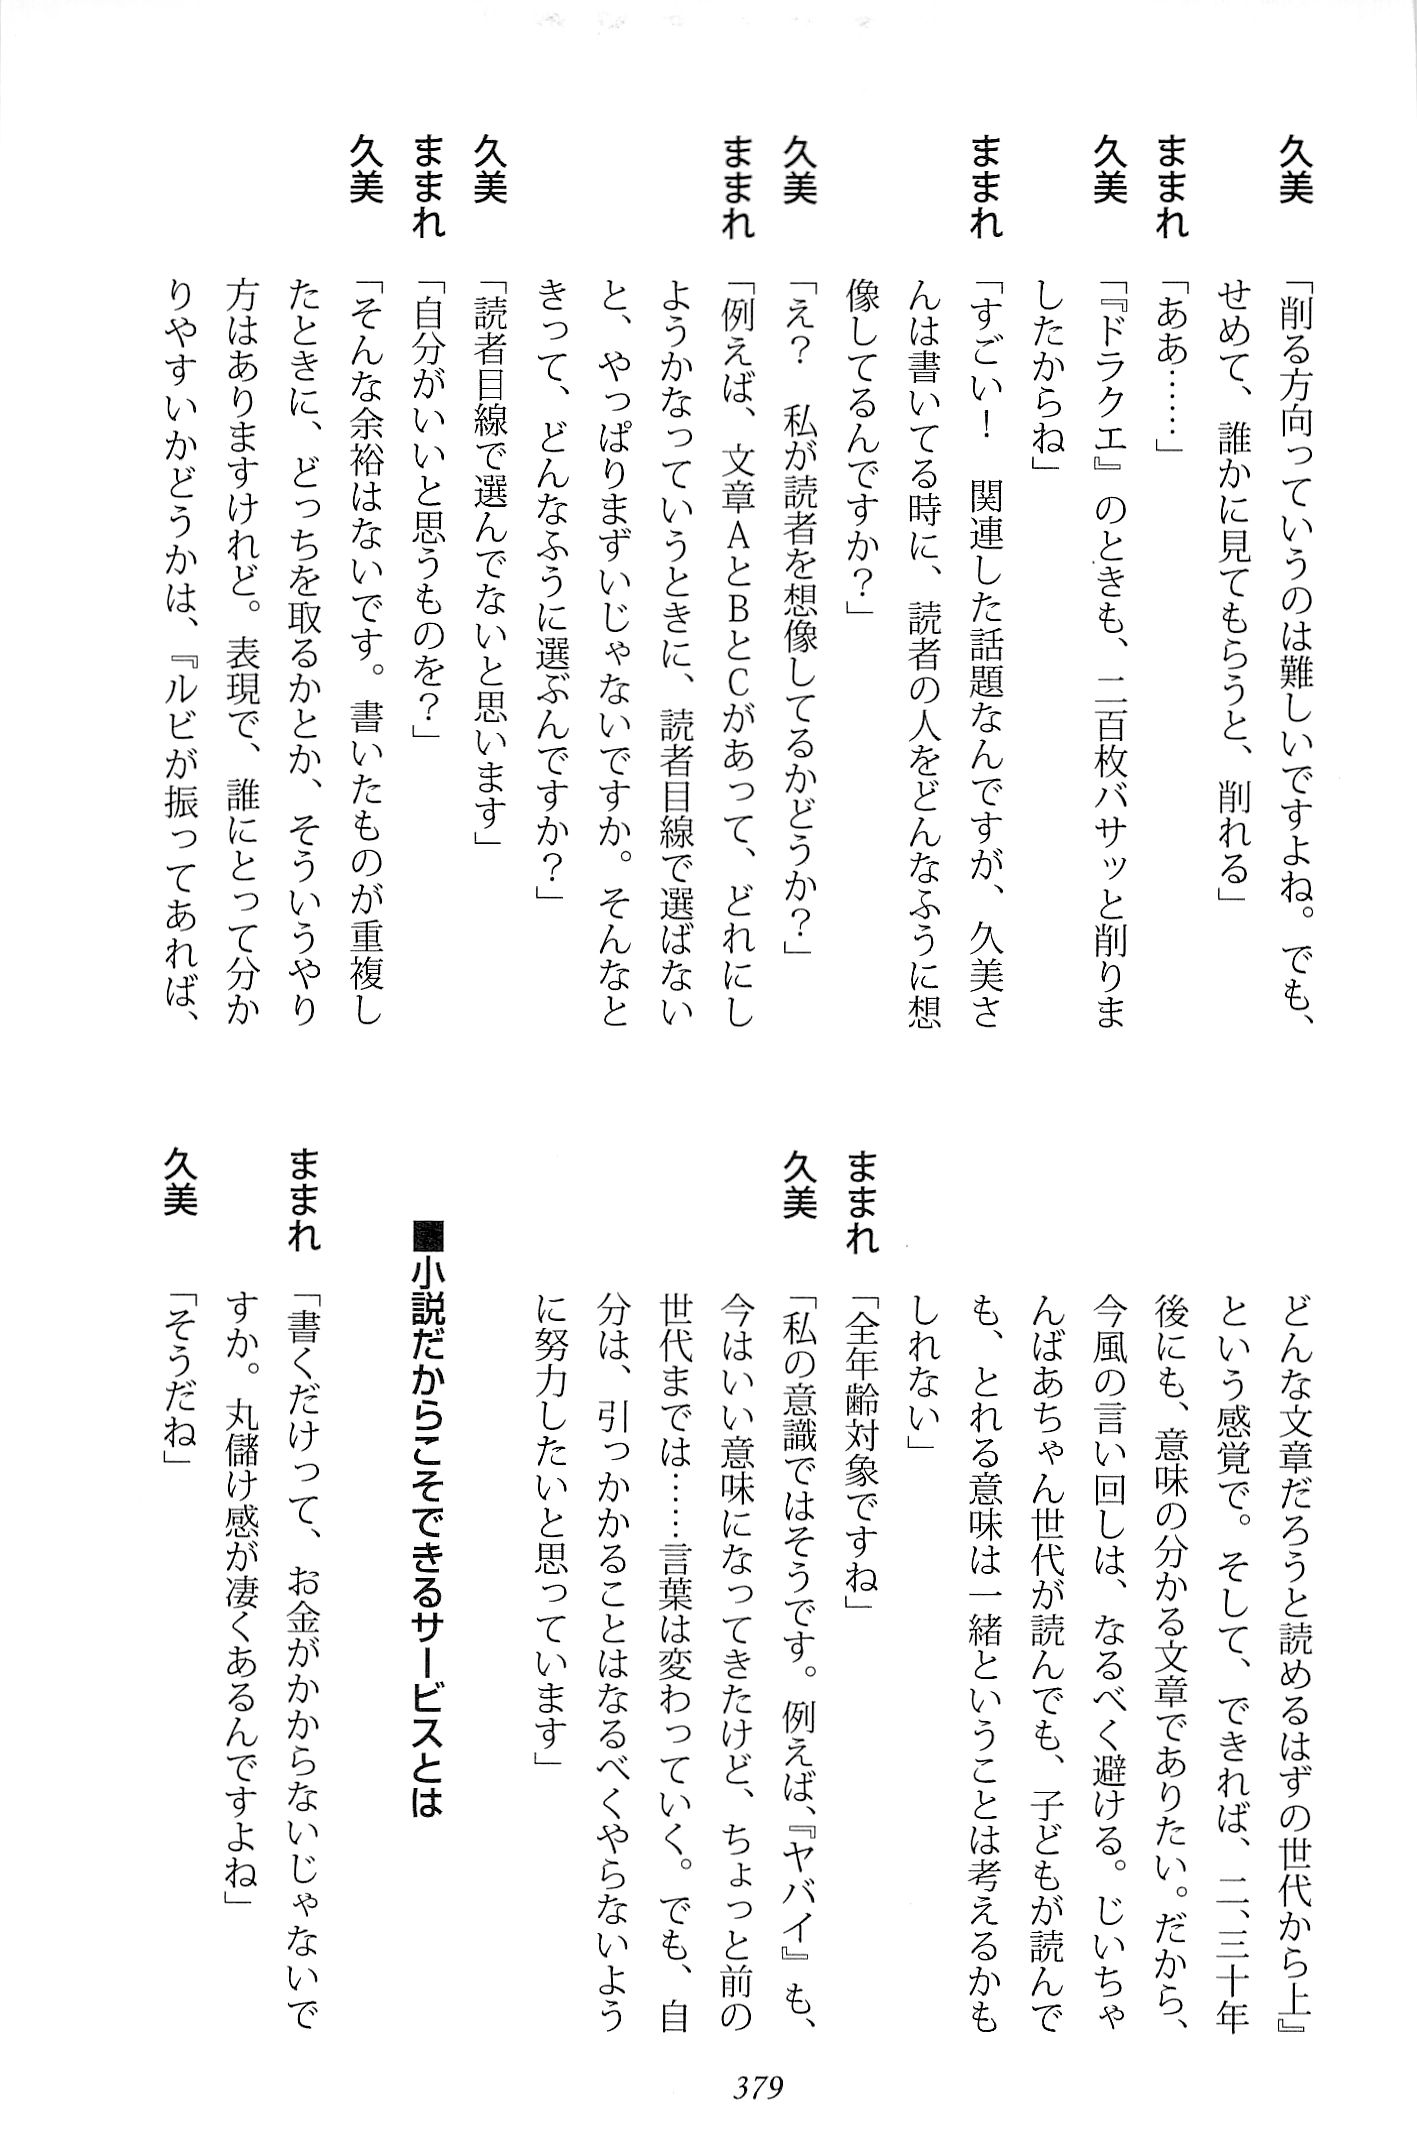 久美　「削る方向っていうのは難しいですよね。でも、
せめて、誰かに見てもらうと、削れる」
ままれ　「ああ……」
久美　「『ドラクエ』のときも、二百枚バサッと削りま
したからね」
ままれ　「すごい！　関連した話題なんですが、久美さ
んは書いてる時に、読者の人をどんなふうに想
像してるんですか？」
久美　「え？　私が読者を想像してるかどうか？」
ままれ　「例えば、文章AとBとCがあって、どれにし
ようかなっていうときに、読者目線で選ばない
と、やっぱりまずいじゃないですか。そんなと
きって、どんなふうに選ぶんですか？」
久美　「読者目線で選んでないと思います」
ままれ　「自分がいいと思うものを？」
久美　「そんな余裕はないです。書いたものが重複し
たときに、どっちを取るかとか、そういうやり
方はありますけれど。表現で、誰にとって分か
りやすいかどうかは、『ルビが振ってあれば、
どんな文章だろうと読めるはずの世代から上』
という感覚で。そして、できれば、二、三十年
後にも、意味の分かる文章でありたい。だから、
今風の言い回しは、なるべく避ける。じいちゃ
んばあちゃん世代が読んでも、子どもが読んで
も、とれる意味は一緒ということは考えるかも
しれない」
ままれ　「全年齢対象ですね」
久美　「私の意識ではそうです。例えば、『ヤバイ』も、
今はいい意味になってきたけど、ちょっと前の
世代までは……言葉は変わっていく。でも、自
分は、引っかかることはなるべくやらないよう
に努力したいと思っています」
■小説だからこそできるサービスとは
ままれ　「書くだけって、お金がかからないじゃないで
すか。丸儲け感が凄くあるんですよね」
久美　「そうだね」
379